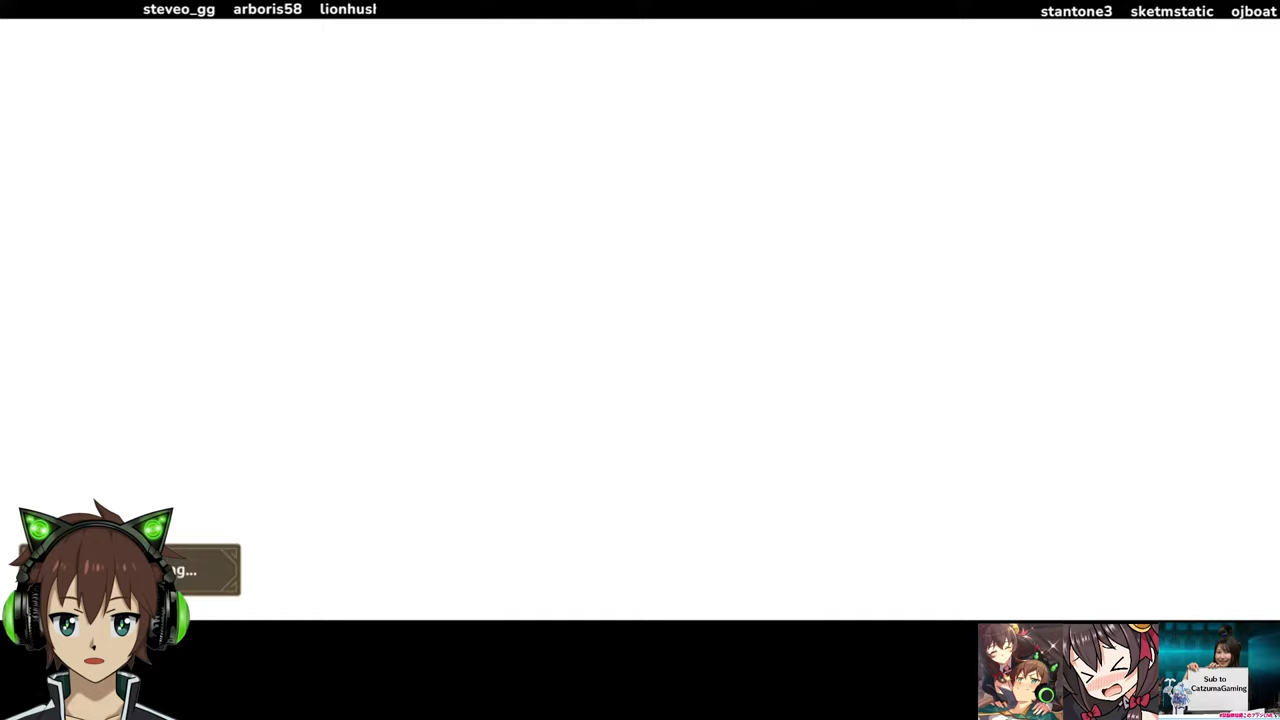 steveo_gg arboris58 lionhusl
stantone3 sketmstatic ojboat
g...
Sub to
CatzumaGaming